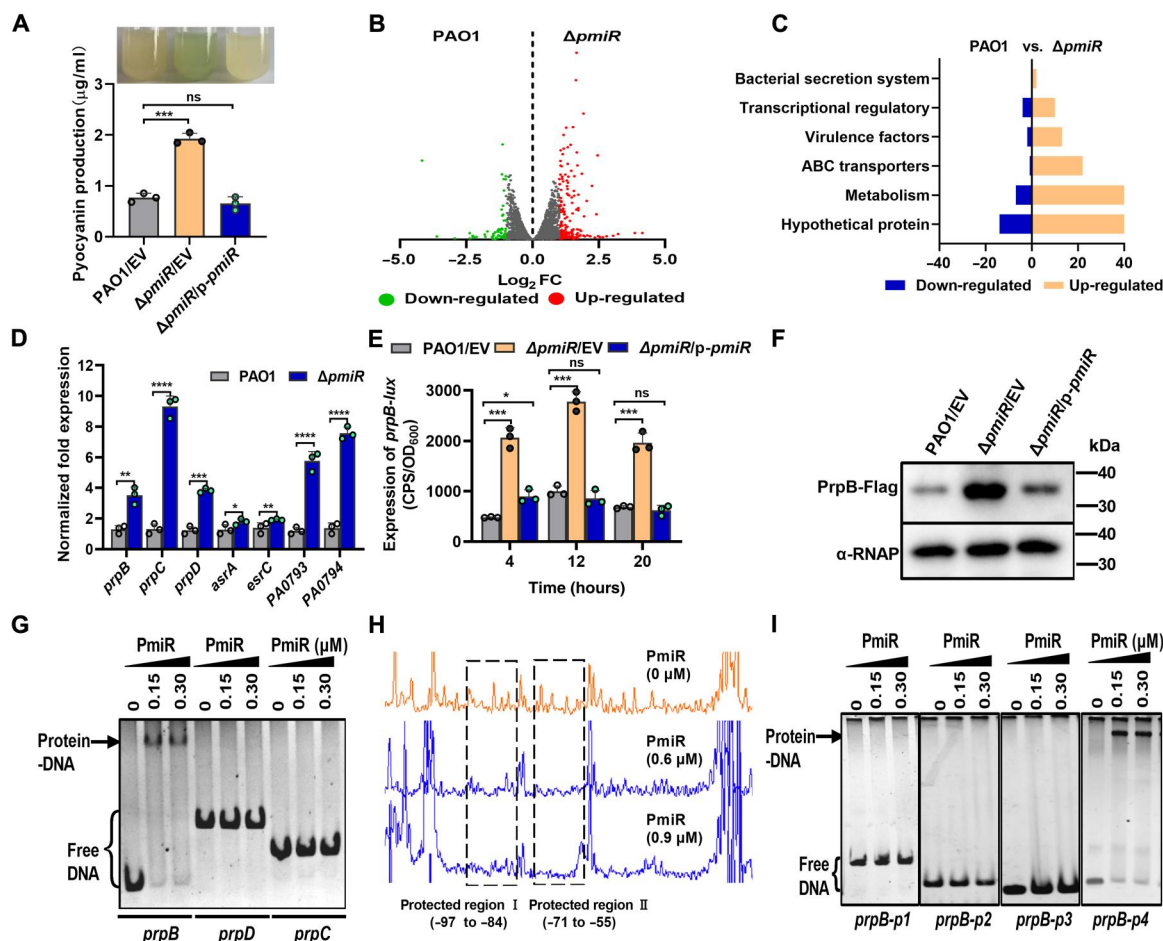 A
Pyocyanin production (μg/ml)
3
2
1
0
ns
***
PAO1/EV
ΔpmiR/EV
ΔpmiR/p-pmiR
B
PAO1
ΔpmiR
−5.0
−2.5
0.0
2.5
5.0
Log2 FC
Down-regulated
Up-regulated
C
PAO1 vs. ΔpmiR
Bacterial secretion system
Transcriptional regulatory
Virulence factors
ABC transporters
Metabolism
Hypothetical protein
−40
−20
0
20
40
Down-regulated
Up-regulated
D
Normalized fold expression
12
10
8
6
4
2
0
PAO1
ΔpmiR
**
****
***
*
**
****
****
prpB
prpC
prpD
asrA
esrC
PA0793
PA0794
E
PAO1/EV
ΔpmiR/EV
ΔpmiR/p-pmiR
Expression of prpB-lux
(CPS/OD600)
3000
2000
1000
0
*
***
ns
***
ns
***
4
12
20
Time (hours)
F
PAO1/EV
ΔpmiR/EV
ΔpmiR/p-pmiR
kDa
PrpB-Flag
40
30
α-RNAP
40
30
G
PmiR
PmiR
PmiR (μM)
0
0.15
0.30
0
0.15
0.30
0
0.15
0.30
Protein
-DNA
Free
DNA
prpB
prpD
prpC
H
PmiR
(0 μM)
PmiR
(0.6 μM)
PmiR
(0.9 μM)
Protected region I
(−97 to −84)
Protected region II
(−71 to −55)
I
PmiR
PmiR
PmiR
PmiR (μM)
0
0.15
0.30
0
0.15
0.30
0
0.15
0.30
0
0.15
0.30
Protein
-DNA
Free
DNA
prpB-p1
prpB-p2
prpB-p3
prpB-p4